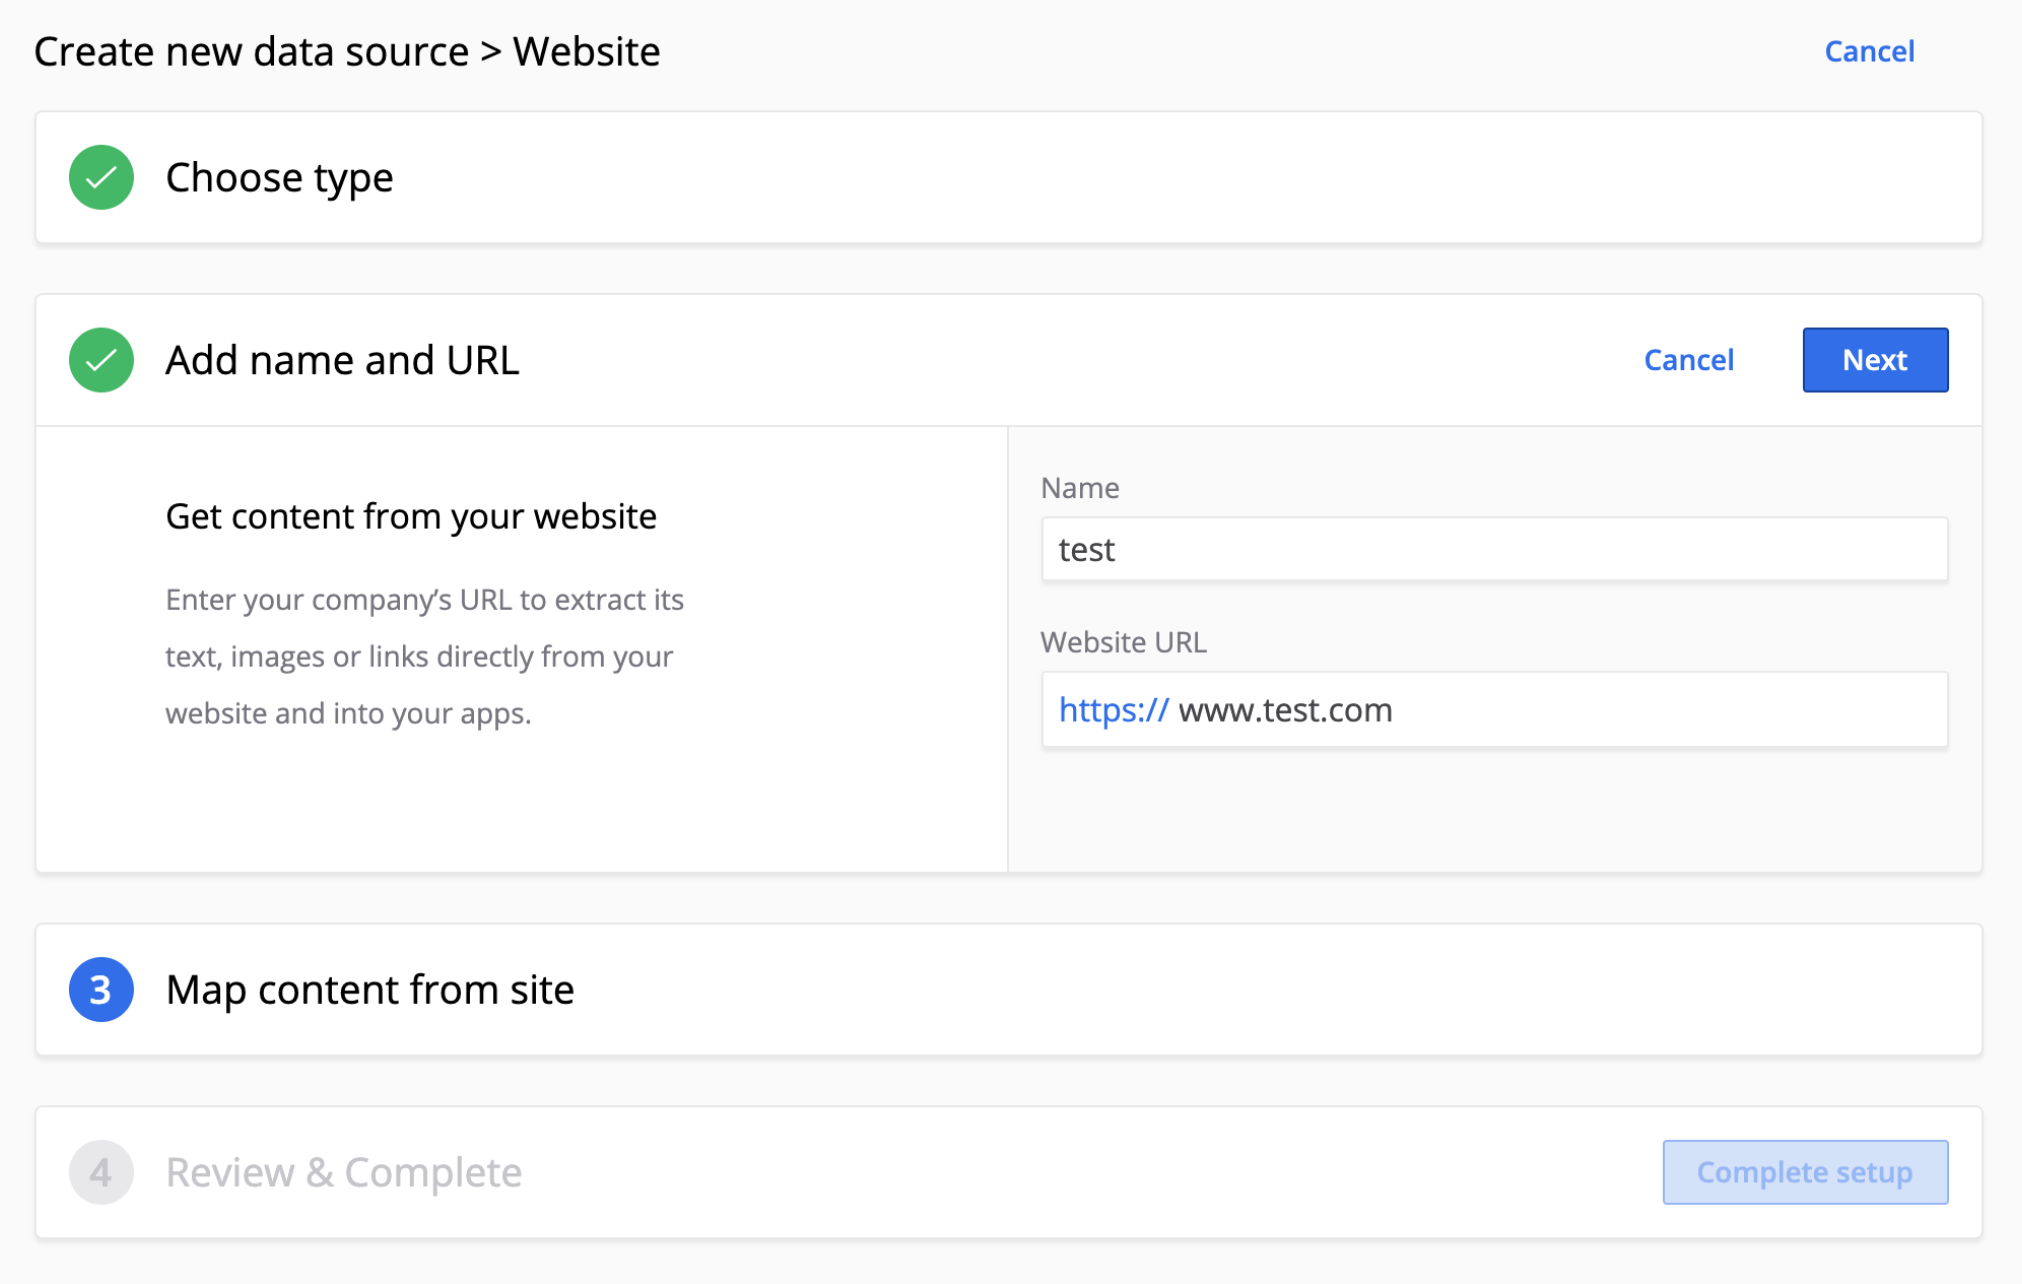 Create new data source > Website
Cancel
Choose type
Add name and URL
Cancel
Next
Get content from your website
Enter your company’s URL to extract its
text, images or links directly from your
website and into your apps.
Name
test
Website URL
https:// www.test.com
3
Map content from site
4
Review & Complete
Complete setup